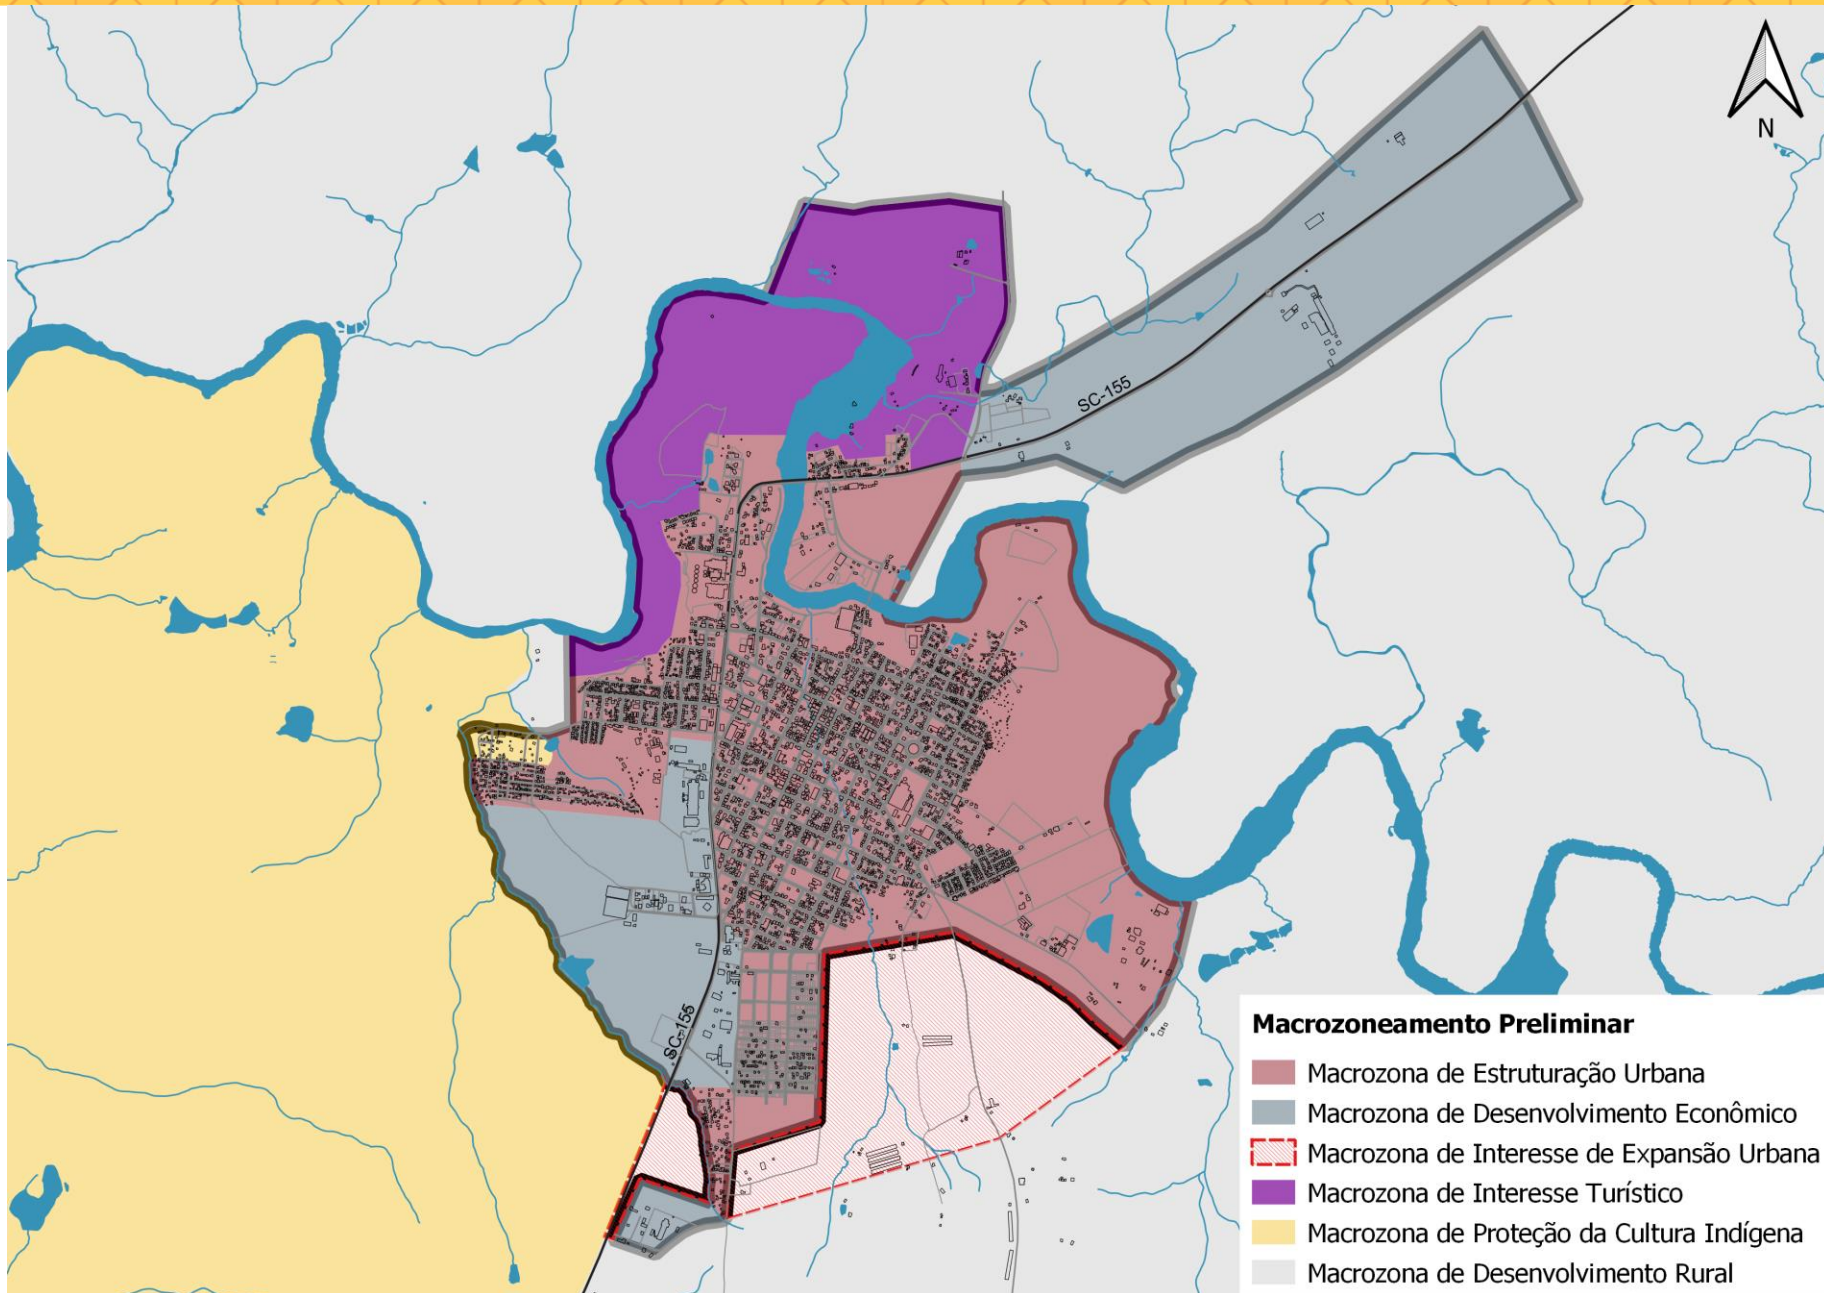 N
SC-155
SC-155
Macrozoneamento Preliminar
Macrozona de Estruturação Urbana
Macrozona de Desenvolvimento Econômico
Macrozona de Interesse de Expansão Urbana
Macrozona de Interesse Turístico
Macrozona de Proteção da Cultura Indígena
Macrozona de Desenvolvimento Rural